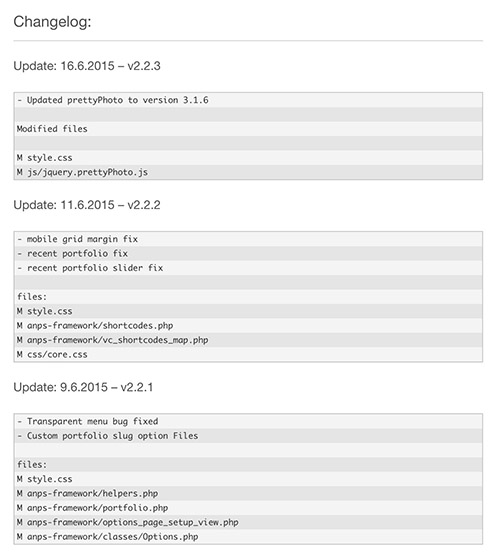 Changelog:
Update: 16.6.2015 – v2.2.3
- Updated prettyPhoto to version 3.1.6
Modified files
M style.css
M js/jquery.prettyPhoto.js
Update: 11.6.2015 – v2.2.2
- mobile grid margin fix
- recent portfolio fix
- recent portfolio slider fix
files:
M style.css
M anps-framework/shortcodes.php
M anps-framework/vc_shortcodes_map.php
M css/core.css
Update: 9.6.2015 – v2.2.1
- Transparent menu bug fixed
- Custom portfolio slug option Files
files:
M style.css
M anps-framework/helpers.php
M anps-framework/portfolio.php
M anps-framework/options_page_setup_view.php
M anps-framework/classes/Options.php